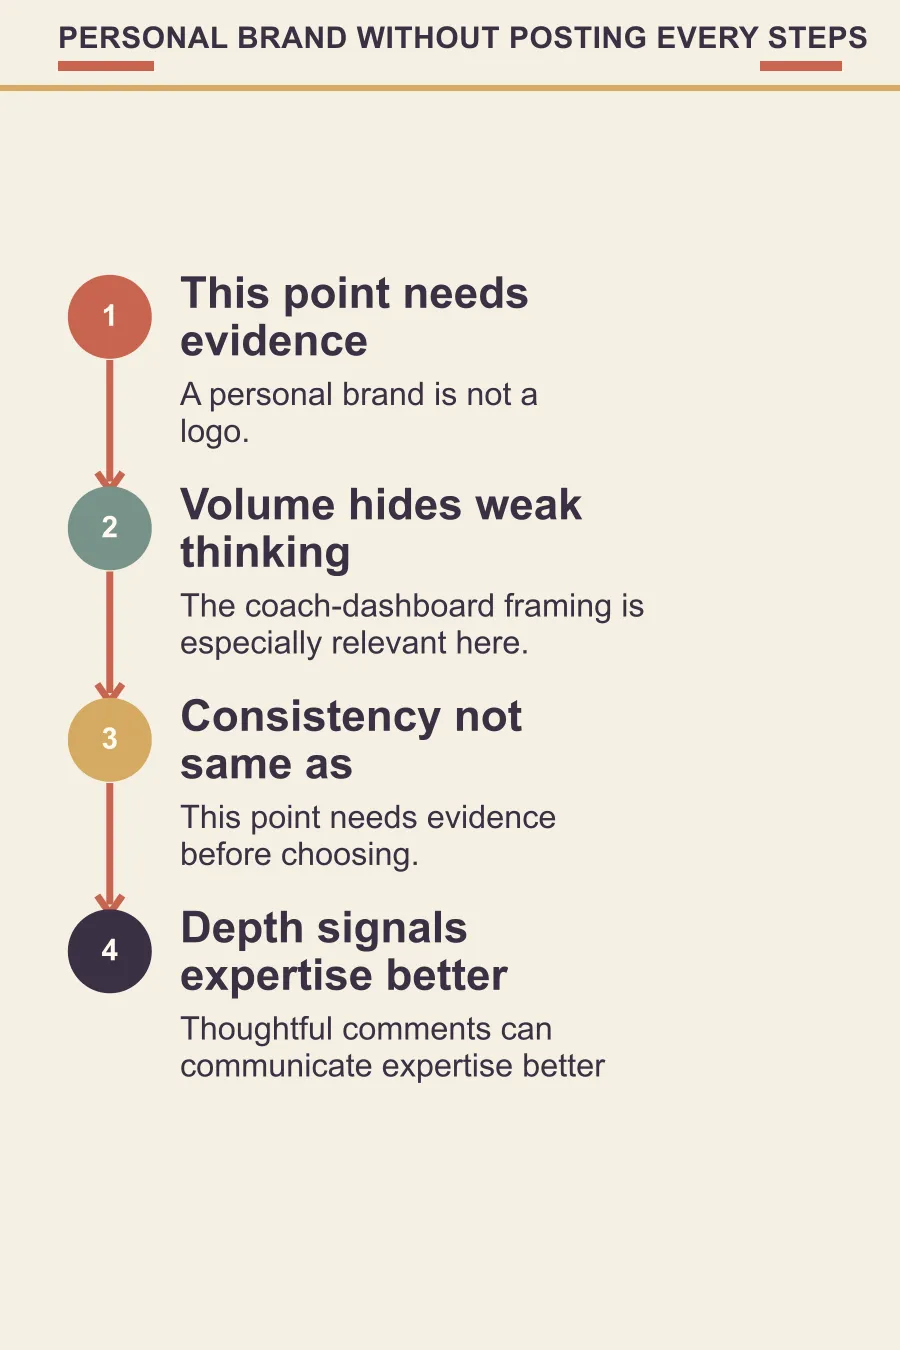 PERSONAL BRAND WITHOUT POSTING EVERY STEPS
1
This point needs
evidence
A personal brand is not a
logo.
2
Volume hides weak
thinking
The coach-dashboard framing is
especially relevant here.
3
Consistency not
same as
This point needs evidence
before choosing.
4
Depth signals
expertise better
Thoughtful comments can
communicate expertise better